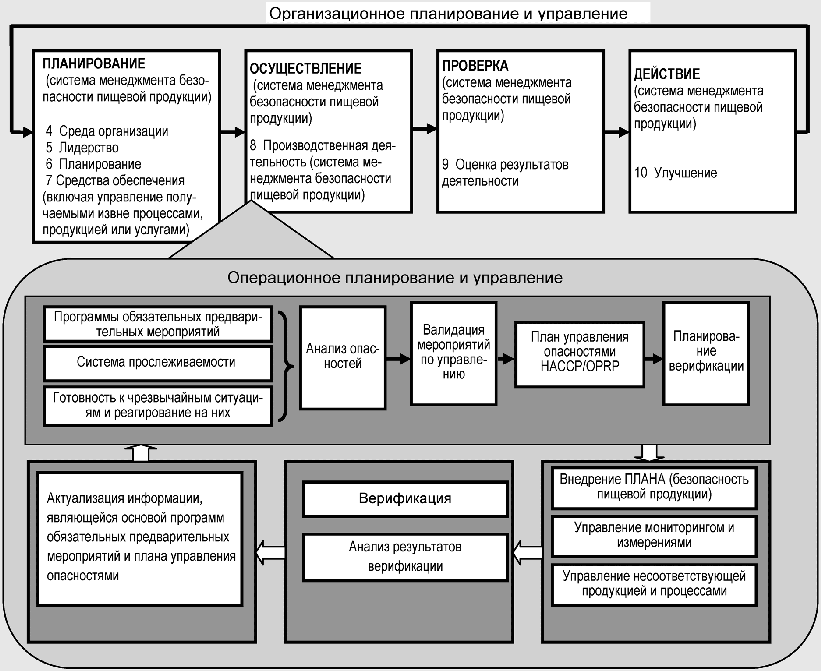 Организационное планирование и управление
ПЛАНИРОВАНИЕ
(система менеджмента безо-
пасности пищевой продукции)
4 Среда организации
5 Лидерство
6 Планирование
7 Средства обеспечения
(включая управление полу-
чаемыми извне процессами,
продукцией или услугами)
ОСУЩЕСТВЛЕНИЕ
(система менеджмента
безопасности пищевой
продукции)
8 Производственная дея-
тельность (система ме-
неджмента безопасности
пищевой продукции)
ПРОВЕРКА
(система менеджмента
безопасности пищевой
продукции)
9 Оценка результатов
деятельности
ДЕЙСТВИЕ
(система менеджмента
безопасности пищевой
продукции)
10 Улучшение
Операционное планирование и управление
Программы обязательных предвари-
тельных мероприятий
Система прослеживаемости
Готовность к чрезвычайным ситуаци-
ям и реагирование на них
Анализ опас-
ностей
Валидация
мероприятий
по управле-
нию
План управления
опасностями
HACCP/OPRP
Планирова-
ние
верификации
Внедрение ПЛАНА (безопасность
пищевой продукции)
Управление мониторингом и
измерениями
Управление несоответствующей
продукцией и процессами
Верификация
Анализ результатов
верификации
Актуализация информации,
являющейся основой программ
обязательных предварительных
мероприятий и плана управления
опасностями